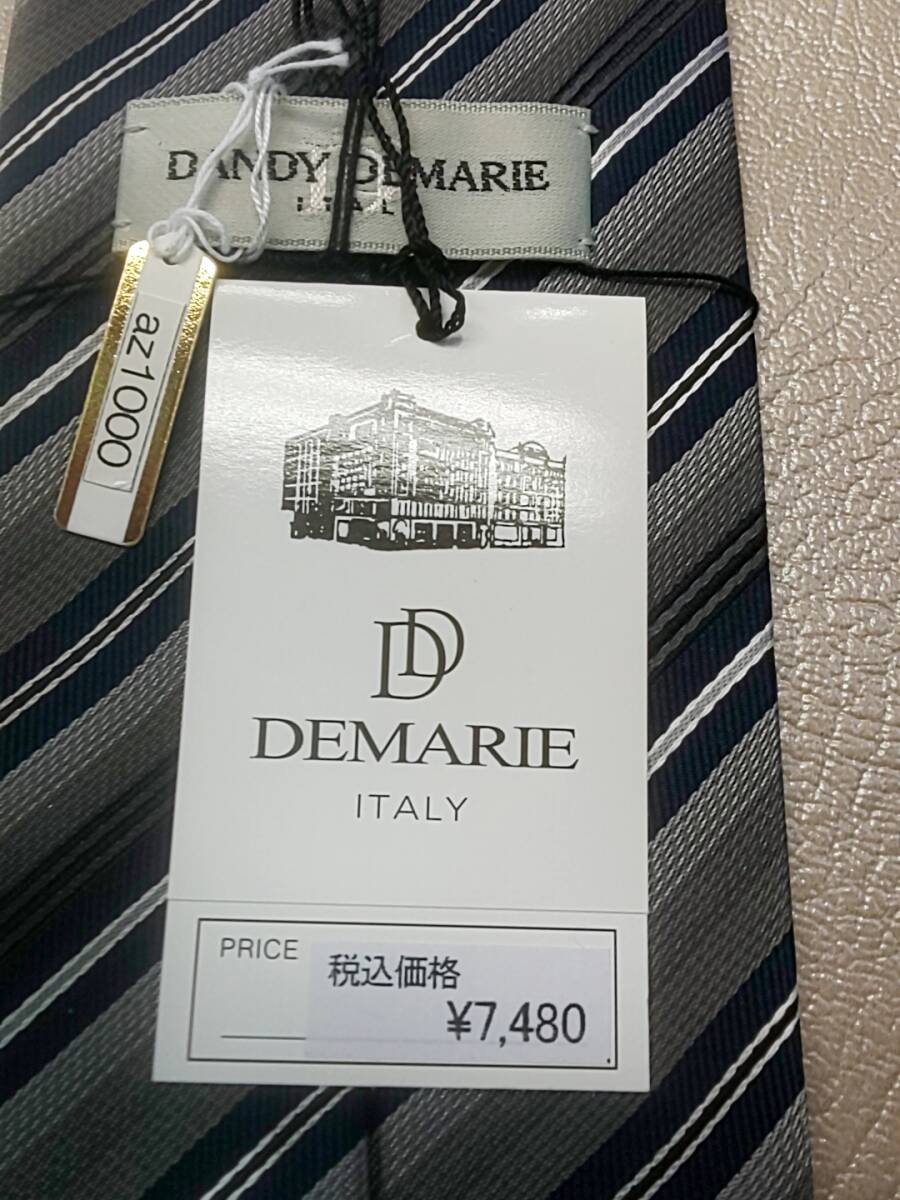 DANDY DEMARIE
ITALY
az1000
DD
DEMARIE
ITALY
PRICE
税込価格
¥7,480